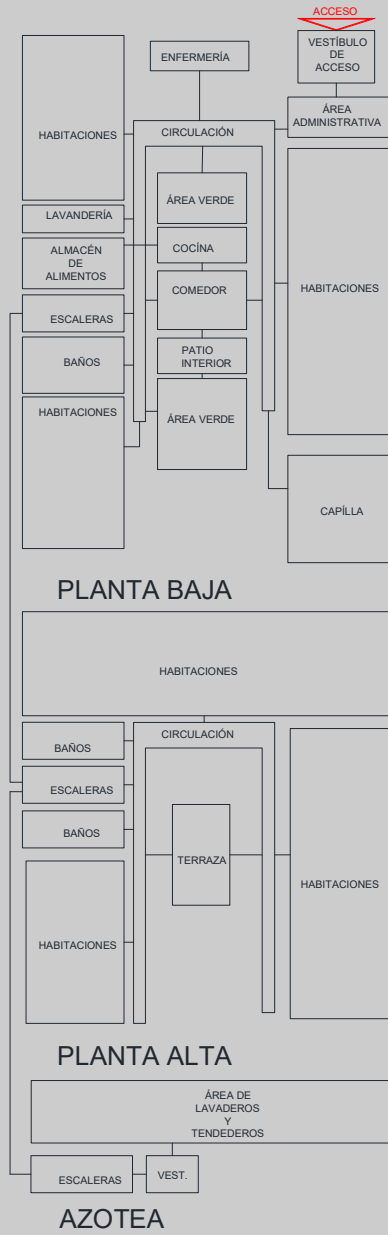 ACCESO
VESTÍBULO
DE
ACCESO
ENFERMERÍA
ÁREA
ADMINISTRATIVA
HABITACIONES
CIRCULACIÓN
ÁREA VERDE
LAVANDERÍA
COCÍNA
ALMACÉN
DE
ALIMENTOS
COMEDOR
HABITACIONES
ESCALERAS
PATIO
INTERIOR
BAÑOS
HABITACIONES
ÁREA VERDE
CAPÍLLA
PLANTA BAJA
HABITACIONES
CIRCULACIÓN
BAÑOS
ESCALERAS
BAÑOS
TERRAZA
HABITACIONES
HABITACIONES
PLANTA ALTA
ÁREA DE
LAVADEROS
Y
TENDEDEROS
ESCALERAS
VEST.
AZOTEA